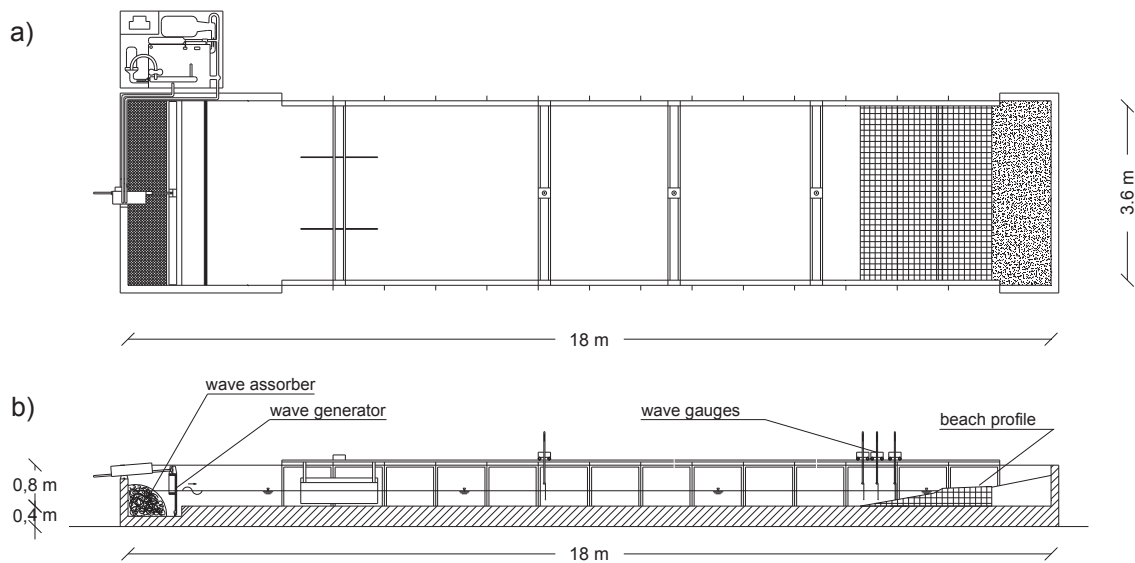 a)
3.6 m
18 m
wave assorber
b)
wave generator
wave gauges
beach profile
0,8 m
0,4 m
18 m